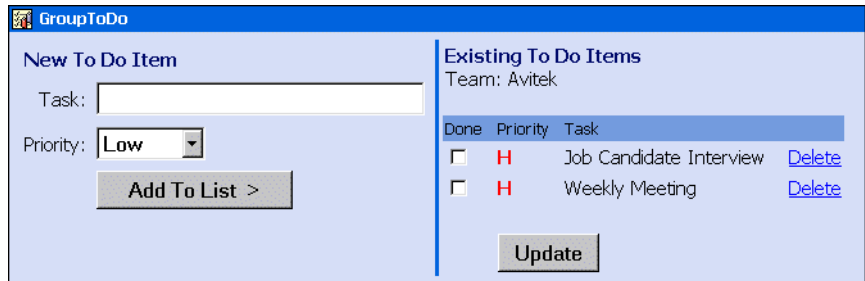 GroupToDo
New To Do Item
Task:
Priority: Low
Add To List >
Existing To Do Items
Team: Avitek
Done Priority Task
H Job Candidate Interview Delete
H Weekly Meeting Delete
Update